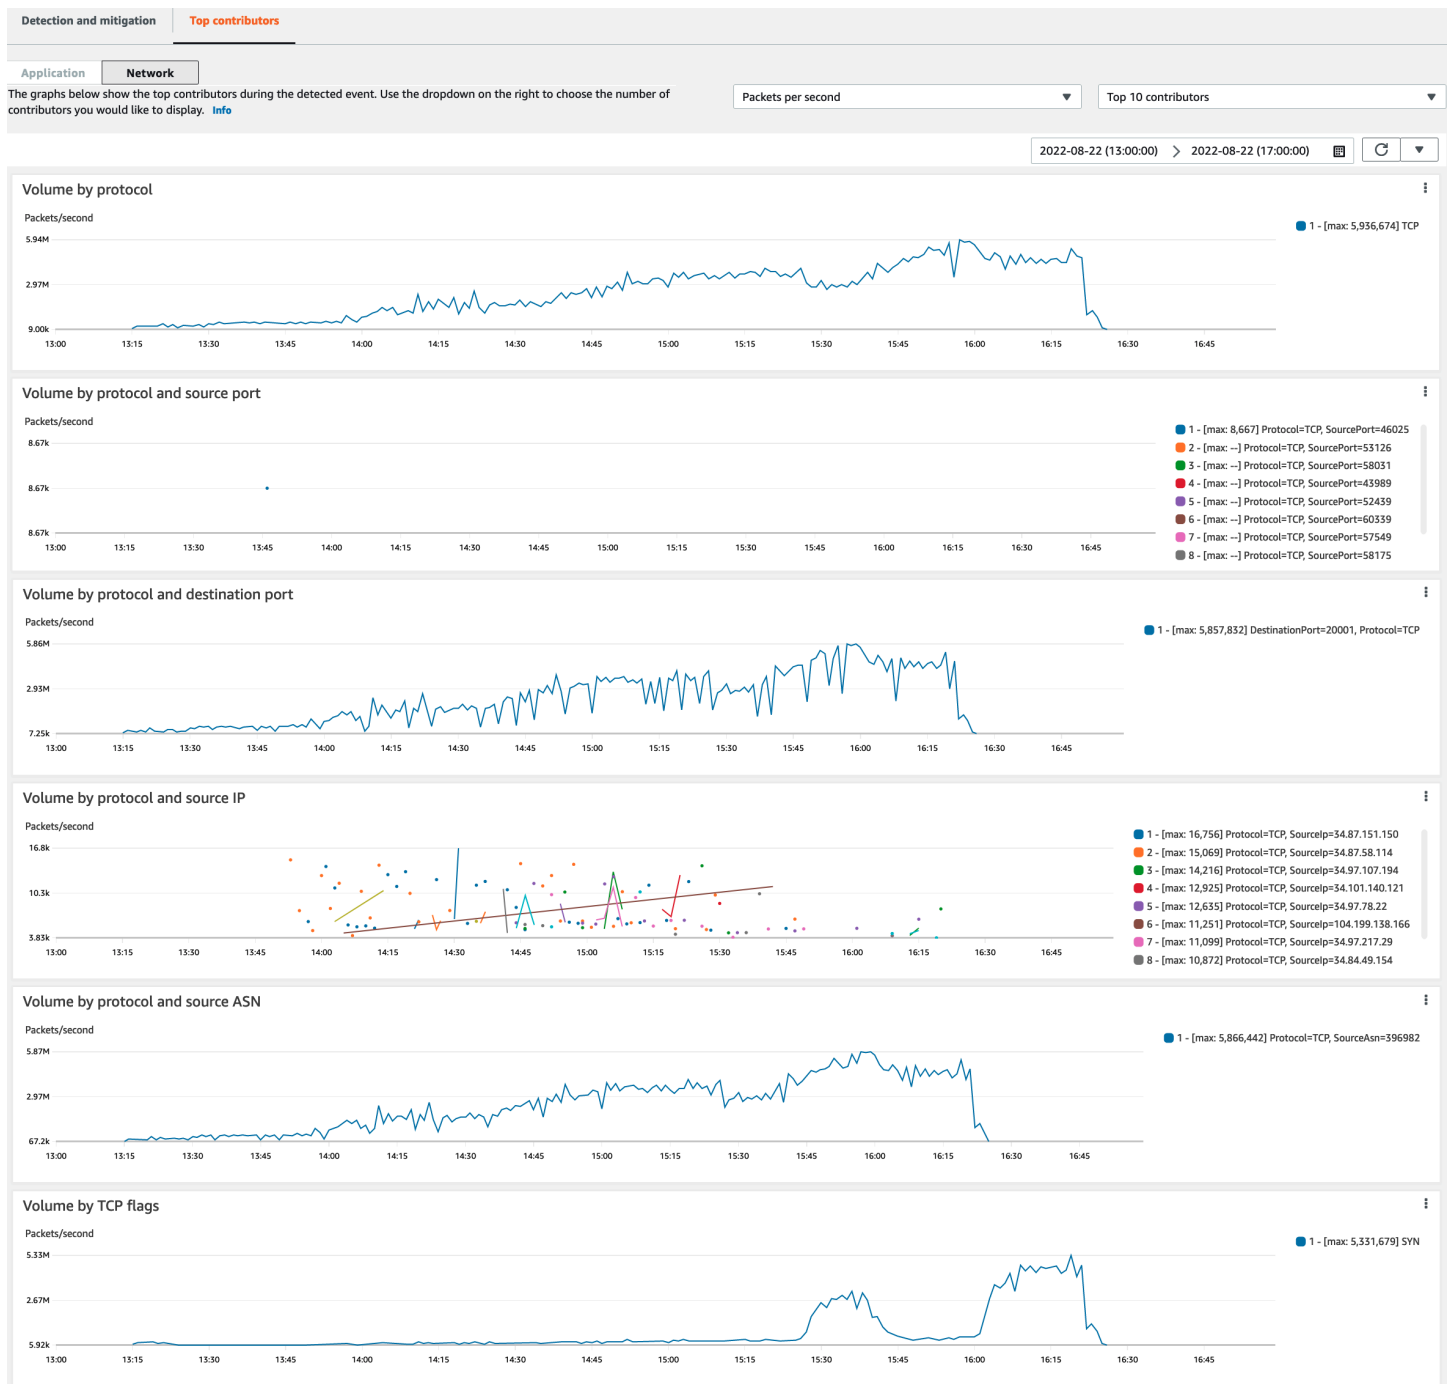 Detection and mitigation
Top contributors
Application
Network
The graphs below show the top contributors during the detected event. Use the dropdown on the right to choose the number of
contributors you would like to display. Info
Packets per second
Top 10 contributors
2022-08-22 (13:00:00) > 2022-08-22 (17:00:00)
Volume by protocol
Packets/second
1 - [max: 5,936,674] TCP
5.94M
2.97M
9.00k
13:00 13:15 13:30 13:45 14:00 14:15 14:30 14:45 15:00 15:15 15:30 15:45 16:00 16:15 16:30 16:45
Volume by protocol and source port
Packets/second
8.67k
8.67k
8.67k
13:00 13:15 13:30 13:45 14:00 14:15 14:30 14:45 15:00 15:15 15:30 15:45 16:00 16:15 16:30 16:45
1 - [max: 8,667] Protocol=TCP, SourcePort=46025
2 - [max: --] Protocol=TCP, SourcePort=53126
3 - [max: --] Protocol=TCP, SourcePort=58031
4 - [max: --] Protocol=TCP, SourcePort=43989
5 - [max: --] Protocol=TCP, SourcePort=52439
6 - [max: --] Protocol=TCP, SourcePort=60339
7 - [max: --] Protocol=TCP, SourcePort=57549
8 - [max: --] Protocol=TCP, SourcePort=58175
Volume by protocol and destination port
Packets/second
1 - [max: 5,857,832] DestinationPort=20001, Protocol=TCP
5.86M
2.93M
7.25k
13:00 13:15 13:30 13:45 14:00 14:15 14:30 14:45 15:00 15:15 15:30 15:45 16:00 16:15 16:30 16:45
Volume by protocol and source IP
Packets/second
16.8k
10.3k
3.83k
13:00 13:15 13:30 13:45 14:00 14:15 14:30 14:45 15:00 15:15 15:30 15:45 16:00 16:15 16:30 16:45
1 - [max: 16,756] Protocol=TCP, SourceIp=34.87.151.150
2 - [max: 15,069] Protocol=TCP, SourceIp=34.87.58.114
3 - [max: 14,216] Protocol=TCP, SourceIp=34.97.107.194
4 - [max: 12,925] Protocol=TCP, SourceIp=34.101.140.121
5 - [max: 12,635] Protocol=TCP, SourceIp=34.97.78.22
6 - [max: 11,251] Protocol=TCP, SourceIp=104.199.138.166
7 - [max: 11,099] Protocol=TCP, SourceIp=34.97.217.29
8 - [max: 10,872] Protocol=TCP, SourceIp=34.84.49.154
Volume by protocol and source ASN
Packets/second
1 - [max: 5,866,442] Protocol=TCP, SourceAsn=396982
5.87M
2.97M
67.2k
13:00 13:15 13:30 13:45 14:00 14:15 14:30 14:45 15:00 15:15 15:30 15:45 16:00 16:15 16:30 16:45
Volume by TCP flags
Packets/second
1 - [max: 5,331,679] SYN
5.33M
2.67M
5.92k
13:00 13:15 13:30 13:45 14:00 14:15 14:30 14:45 15:00 15:15 15:30 15:45 16:00 16:15 16:30 16:45